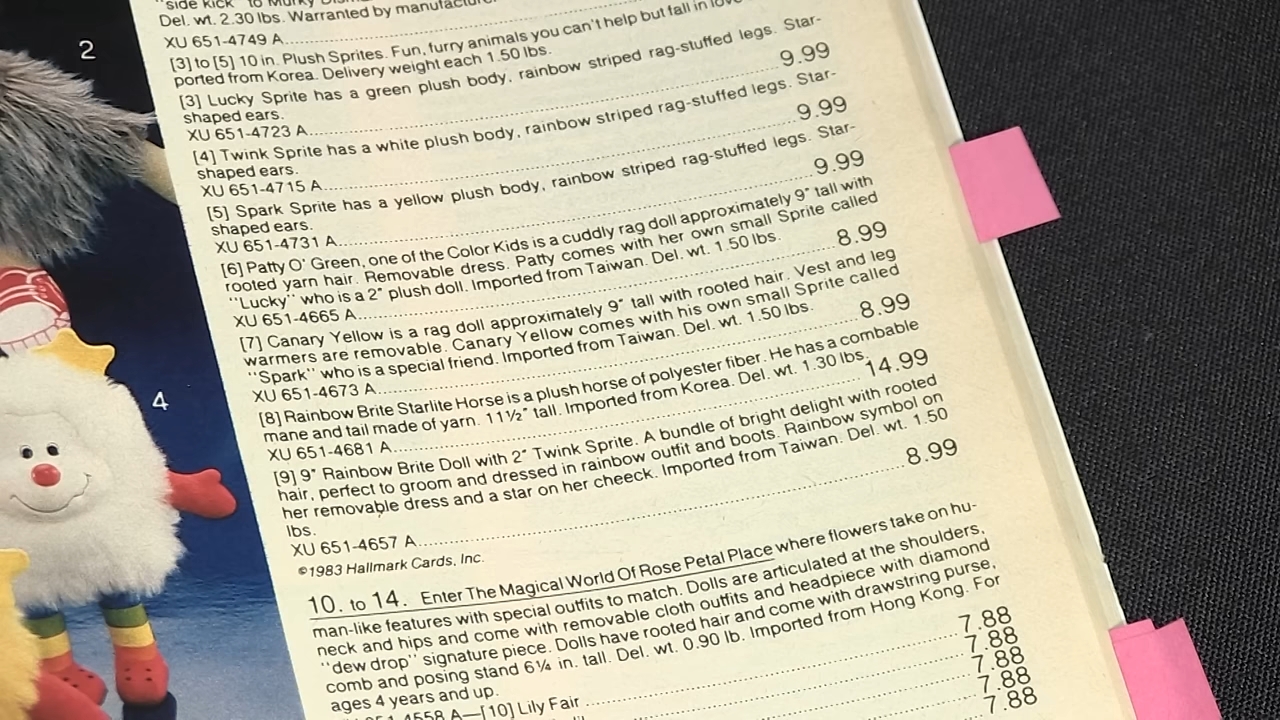 "side kick" to Murky
Del. wt. 2.30 lbs. Warranted by manufacturer.
XU 651-4749 A
[3] to [5] 10 in. Plush Sprites. Fun, furry animals you can't help but fall in love
ported from Korea. Delivery weight each 1.50 lbs.
[3] Lucky Sprite has a green plush body, rainbow striped rag-stuffed legs. Star-
shaped ears.
XU 651-4723 A 9.99
[4] Twink Sprite has a white plush body, rainbow striped rag-stuffed legs. Star-
shaped ears.
XU 651-4715 A 9.99
[5] Spark Sprite has a yellow plush body, rainbow striped rag-stuffed legs. Star-
shaped ears.
XU 651-4731 A 9.99
[6] Patty O' Green, one of the Color Kids is a cuddly rag doll approximately 9" tall with
rooted yarn hair. Removable dress. Patty comes with her own small Sprite called
"Lucky" who is a 2" plush doll. Imported from Taiwan. Del. wt. 1.50 lbs.
XU 651-4665 A 8.99
[7] Canary Yellow is a rag doll approximately 9" tall with rooted hair. Vest and leg
warmers are removable. Canary Yellow comes with his own small Sprite called
"Spark" who is a special friend. Imported from Taiwan. Del. wt. 1.50 lbs.
XU 651-4673 A 8.99
[8] Rainbow Brite Starlite Horse is a plush horse of polyester fiber. He has a combable
mane and tail made of yarn. 11½" tall. Imported from Korea. Del. wt. 1.30 lbs.
XU 651-4681 A 14.99
[9] 9" Rainbow Brite Doll with 2" Twink Sprite. A bundle of bright delight with rooted
hair, perfect to groom and dressed in rainbow outfit and boots. Rainbow symbol on
her removable dress and a star on her cheeck. Imported from Taiwan. Del. wt. 1.50
lbs.
XU 651-4657 A 8.99
©1983 Hallmark Cards, Inc.
10. to 14. Enter The Magical World Of Rose Petal Place where flowers take on hu-
man-like features with special outfits to match. Dolls are articulated at the shoulders,
neck and hips and come with removable cloth outfits and headpiece with diamond
"dew drop" signature piece. Dolls have rooted hair and come with drawstring purse,
comb and posing stand 6¼ in. tall. Del. wt. 0.90 lb. Imported from Hong Kong. For
ages 4 years and up.
4558 A—[10] Lily Fair 7.88
7.88
7.88
7.88
7.88
2
4